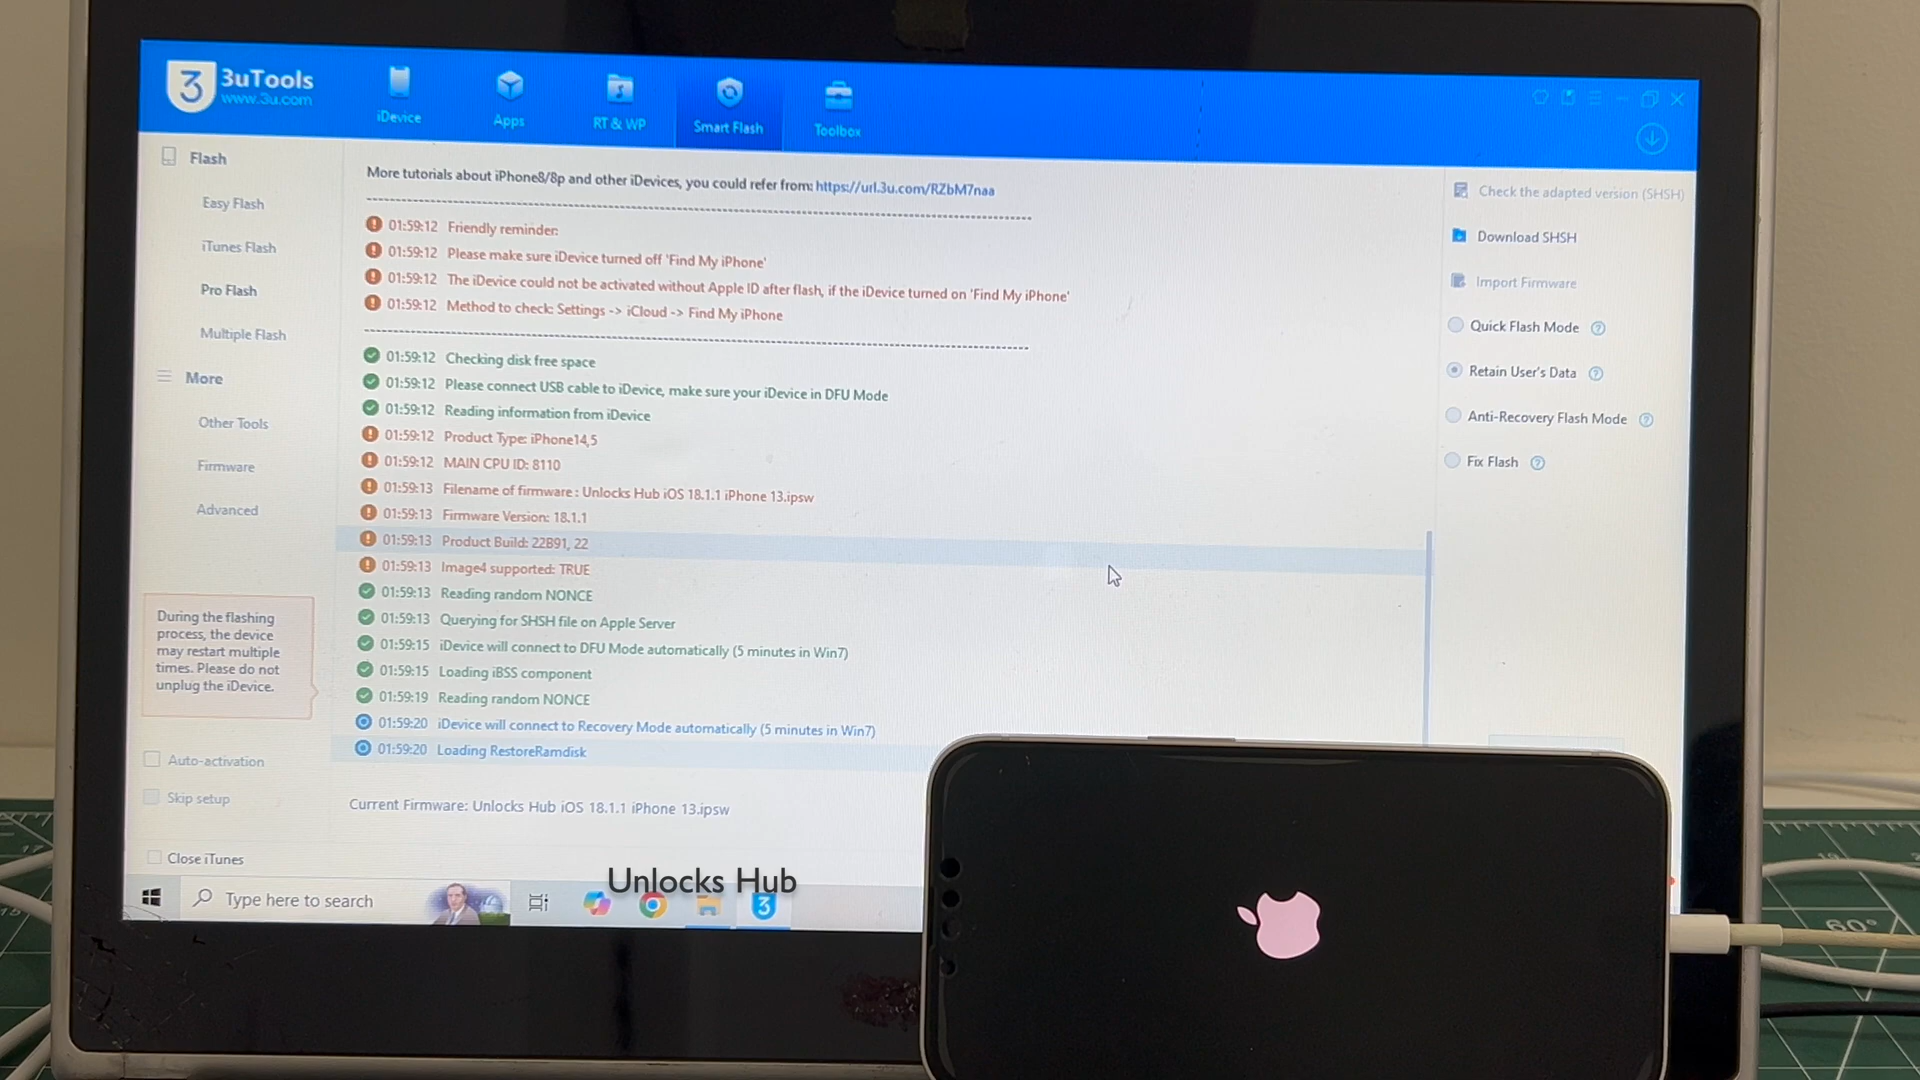 3uTools
www.3u.com
iDevice
Apps
RT & WP
Smart Flash
Toolbox
Flash
Easy Flash
iTunes Flash
Pro Flash
Multiple Flash
More
Other Tools
Firmware
Advanced
During the flashing
process, the device
may restart multiple
times. Please do not
unplug the iDevice.
Auto-activation
Skip setup
Close iTunes
More tutorials about iPhone8/8p and other iDevices, you could refer from: https://url.3u.com/RZbM7naa
01:59:12 Friendly reminder:
01:59:12 Please make sure iDevice turned off 'Find My iPhone'
01:59:12 The iDevice could not be activated without Apple ID after flash, if the iDevice turned on 'Find My iPhone'
01:59:12 Method to check: Settings -> iCloud -> Find My iPhone
01:59:12 Checking disk free space
01:59:12 Please connect USB cable to iDevice, make sure your iDevice in DFU Mode
01:59:12 Reading information from iDevice
01:59:12 Product Type: iPhone14,5
01:59:12 MAIN CPU ID: 8110
01:59:13 Filename of firmware : Unlocks Hub iOS 18.1.1 iPhone 13.ipsw
01:59:13 Firmware Version: 18.1.1
01:59:13 Product Build: 22B91, 22
01:59:13 Image4 supported: TRUE
01:59:13 Reading random NONCE
01:59:13 Querying for SHSH file on Apple Server
01:59:15 iDevice will connect to DFU Mode automatically (5 minutes in Win7)
01:59:15 Loading iBSS component
01:59:19 Reading random NONCE
01:59:20 iDevice will connect to Recovery Mode automatically (5 minutes in Win7)
01:59:20 Loading RestoreRamdisk
Current Firmware: Unlocks Hub iOS 18.1.1 iPhone 13.ipsw
Check the adapted version (SHSH)
Download SHSH
Import Firmware
Quick Flash Mode
Retain User's Data
Anti-Recovery Flash Mode
Fix Flash
Unlocks Hub
Type here to search
60°